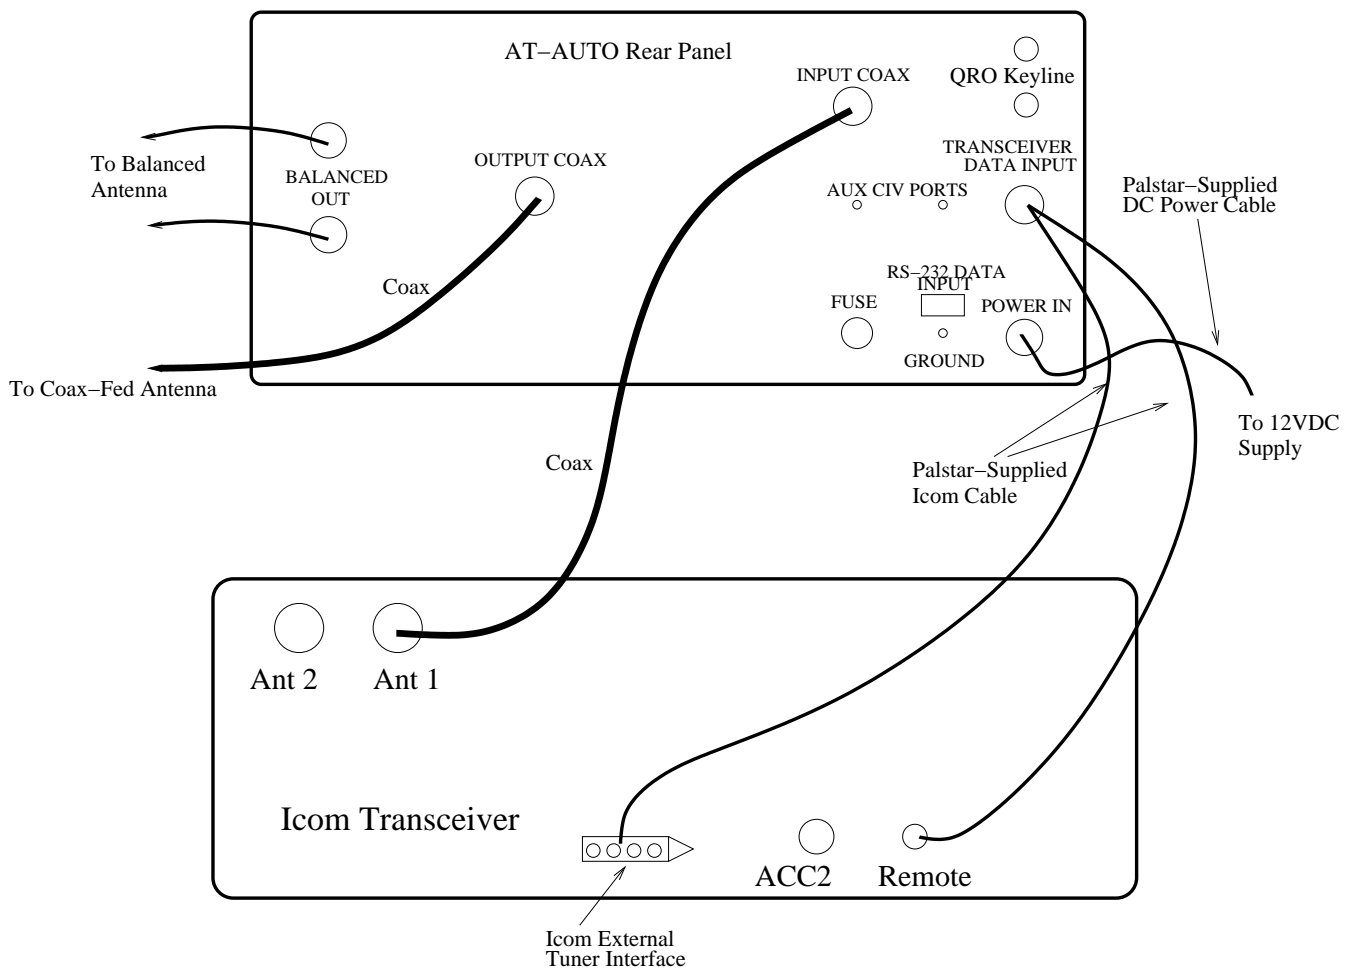 AT−AUTO Rear Panel
INPUT COAX
QRO Keyline
TRANSCEIVER
DATA INPUT
OUTPUT COAX
To Balanced
Antenna
BALANCED
OUT
AUX CIV PORTS
Palstar−Supplied
DC Power Cable
RS−232 DATA
INPUT
Coax
FUSE
POWER IN
GROUND
To Coax−Fed Antenna
To 12VDC
Supply
Coax
Palstar−Supplied
Icom Cable
Ant 2
Ant 1
Icom Transceiver
ACC2
Remote
Icom External
Tuner Interface